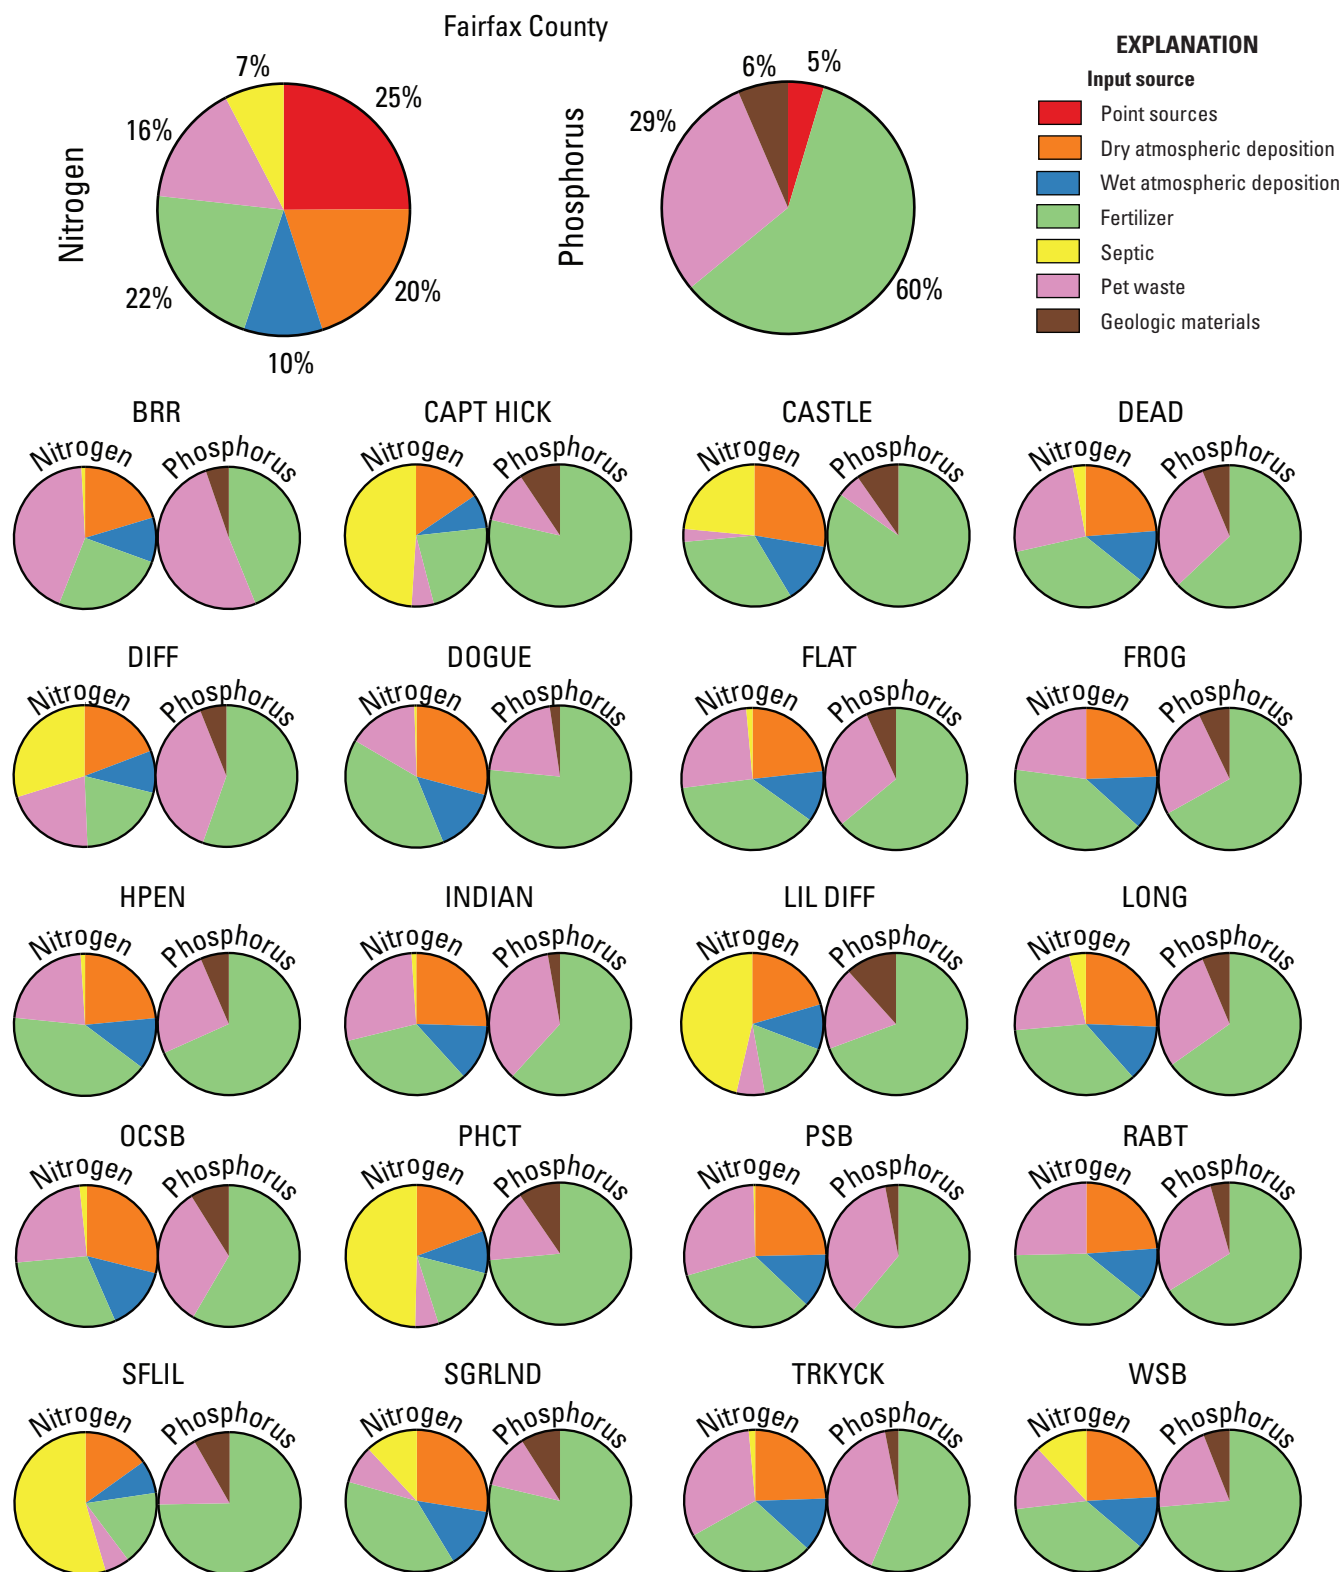 Fairfax County
Nitrogen
7%
25%
16%
22%
20%
10%
Phosphorus
6%
5%
29%
60%
EXPLANATION
Input source
Point sources
Dry atmospheric deposition
Wet atmospheric deposition
Fertilizer
Septic
Pet waste
Geologic materials
BRR
Nitrogen
Phosphorus
CAPT HICK
Nitrogen
Phosphorus
CASTLE
Nitrogen
Phosphorus
DEAD
Nitrogen
Phosphorus
DIFF
Nitrogen
Phosphorus
DOGUE
Nitrogen
Phosphorus
FLAT
Nitrogen
Phosphorus
FROG
Nitrogen
Phosphorus
HPEN
Nitrogen
Phosphorus
INDIAN
Nitrogen
Phosphorus
LIL DIFF
Nitrogen
Phosphorus
LONG
Nitrogen
Phosphorus
OCSB
Nitrogen
Phosphorus
PHCT
Nitrogen
Phosphorus
PSB
Nitrogen
Phosphorus
RABT
Nitrogen
Phosphorus
SFLIL
Nitrogen
Phosphorus
SGRLND
Nitrogen
Phosphorus
TRKYCK
Nitrogen
Phosphorus
WSB
Nitrogen
Phosphorus